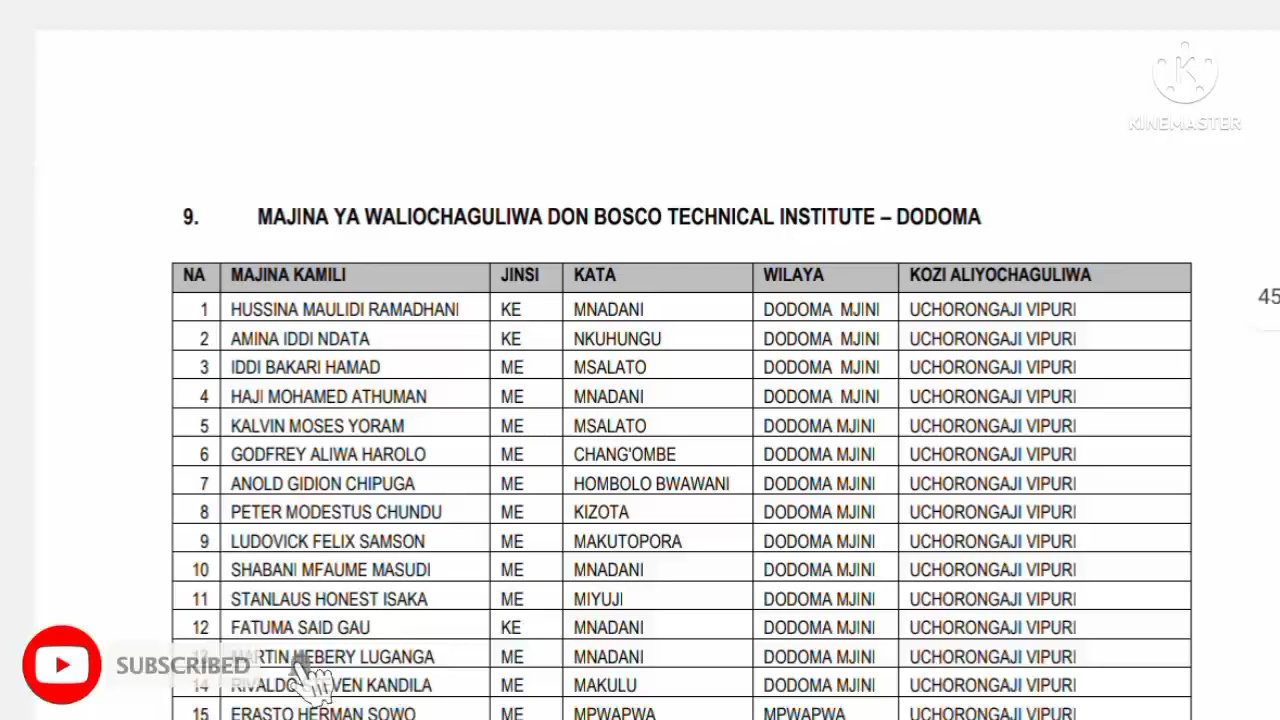 KINEMASTER
9. MAJINA YA WALIOCHAGULIWA DON BOSCO TECHNICAL INSTITUTE – DODOMA
NA MAJINA KAMILI JINSI KATA WILAYA KOZI ALIYOCHAGULIWA
45
1 HUSSINA MAULIDI RAMADHANI KE MNADANI DODOMA MJINI UCHORONGAJI VIPURI
2 AMINA IDDI NDATA KE NKUHUNGU DODOMA MJINI UCHORONGAJI VIPURI
3 IDDI BAKARI HAMAD ME MSALATO DODOMA MJINI UCHORONGAJI VIPURI
4 HAJI MOHAMED ATHUMAN ME MNADANI DODOMA MJINI UCHORONGAJI VIPURI
5 KALVIN MOSES YORAM ME MSALATO DODOMA MJINI UCHORONGAJI VIPURI
6 GODFREY ALIWA HAROLO ME CHANG'OMBE DODOMA MJINI UCHORONGAJI VIPURI
7 ANOLD GIDION CHIPUGA ME HOMBOLO BWAWANI DODOMA MJINI UCHORONGAJI VIPURI
8 PETER MODESTUS CHUNDU ME KIZOTA DODOMA MJINI UCHORONGAJI VIPURI
9 LUDOVICK FELIX SAMSON ME MAKUTOPORA DODOMA MJINI UCHORONGAJI VIPURI
10 SHABANI MFAUME MASUDI ME MNADANI DODOMA MJINI UCHORONGAJI VIPURI
11 STANLAUS HONEST ISAKA ME MIYUJI DODOMA MJINI UCHORONGAJI VIPURI
12 FATUMA SAID GAU KE MNADANI DODOMA MJINI UCHORONGAJI VIPURI
13 MARTIN HEBERY LUGANGA ME MNADANI DODOMA MJINI UCHORONGAJI VIPURI
SUBSCRIBED
14 KANDILA ME MAKULU DODOMA MJINI UCHORONGAJI VIPURI
15 ERASTO HERMAN SOWO ME MPWAPWA MPWAPWA UCHORONGAJI VIPURI